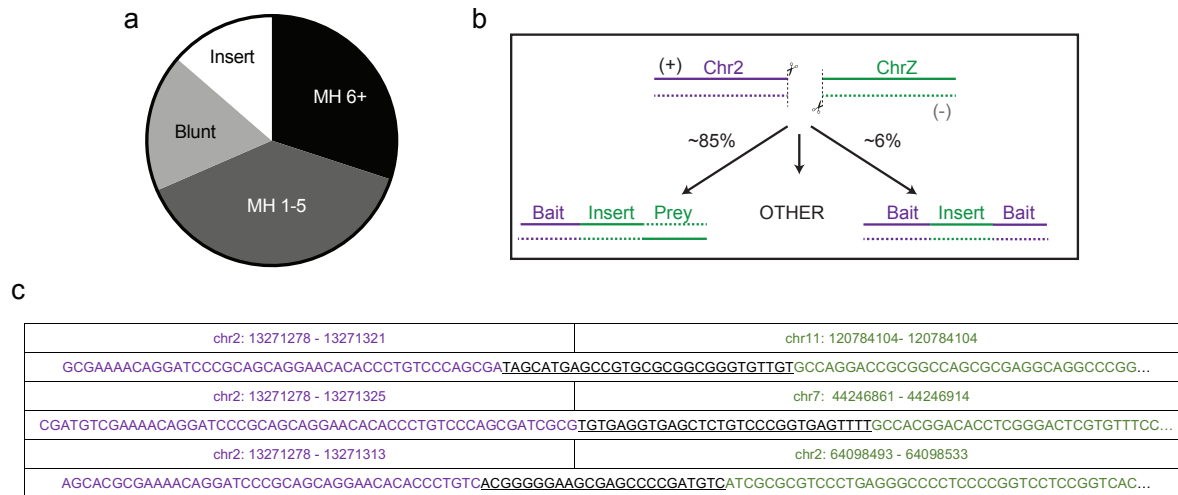 a
Insert
MH 6+
Blunt
MH 1-5
b
(+) Chr2 ChrZ
(-)
~85% ~6%
Bait Insert Prey OTHER Bait Insert Bait
c
chr2: 13271278 - 13271321 chr11: 120784104- 120784104
GCGAAAACAGGATCCCGCAGCAGGAACACACCCTGTCCCAGCGATAGCATGAGCCGTGCGCGGCGGGTGTTGTGCCAGGACCGCGGCCAGCGCGAGGCAGGCCCGG…
chr2: 13271278 - 13271325 chr7: 44246861 - 44246914
CGATGTCGAAAACAGGATCCCGCAGCAGGAACACACCCTGTCCCAGCGATCGCGTGTGAGGTGAGCTCTGTCCCGGTGAGTTTTGCCACGGACACCTCGGGACTCGTGTTTCC…
chr2: 13271278 - 13271313 chr2: 64098493 - 64098533
AGCACGCGAAAACAGGATCCCGCAGCAGGAACACACCCTGTCACGGGGGAAGCGAGCCCCGATGTCATCGCGCGTCCCTGAGGGCCCCTCCCCGGTCCTCCGGTCAC…